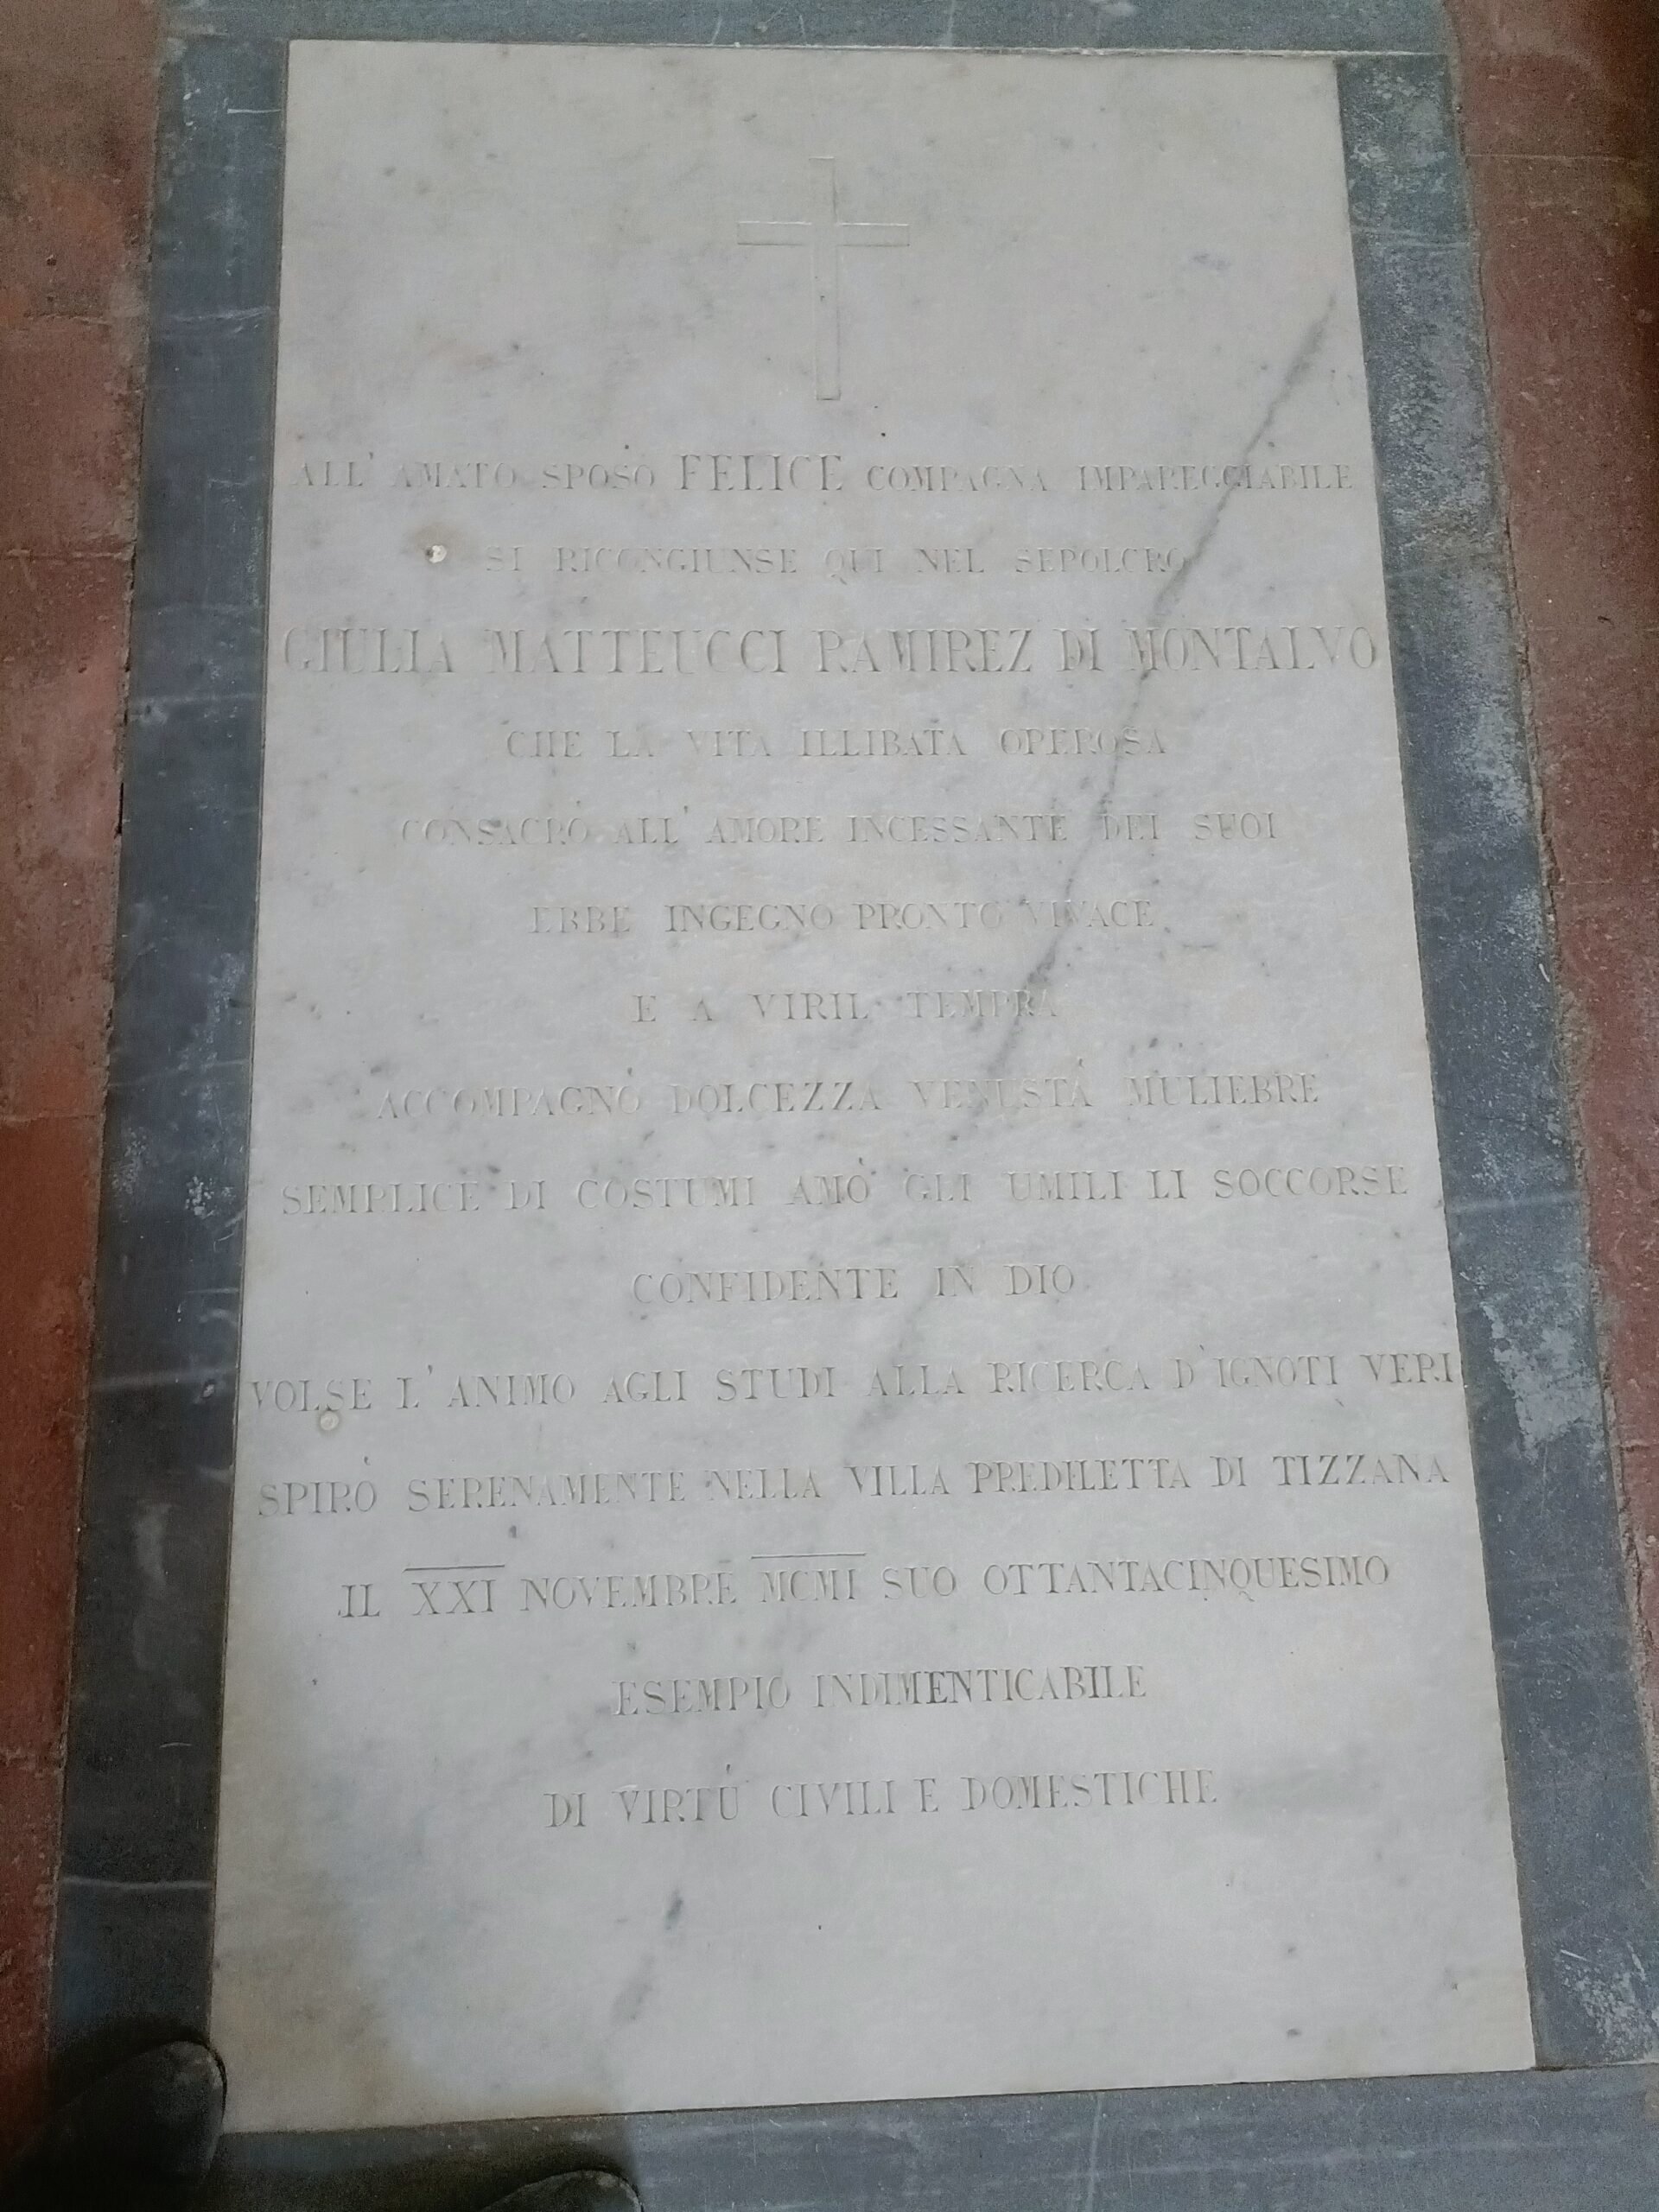 ALL' AMATO SPOSO FELICE COMPAGNA IMPAREGGIABILE
SI RICONGIUNSE QUI NEL SEPOLCRO
GIULIA MATTEUCCI RAMIREZ DI MONTALVO
CHE LA VITA ILLIBATA OPEROSA
CONSACRÒ ALL' AMORE INCESSANTE DEI SUOI
EBBE INGEGNO PRONTO VIVACE
E A VIRIL TEMPRA
ACCOMPAGNÒ DOLCEZZA VENUSTÀ MULIEBRE
SEMPLICE DI COSTUMI AMÒ GLI UMILI LI SOCCORSE
CONFIDENTE IN DIO
VOLSE L'ANIMO AGLI STUDI ALLA RICERCA D'IGNOTI VERI
SPIRÒ SERENAMENTE NELLA VILLA PREDILETTA DI TIZZANA
IL XXI NOVEMBRE MCMI SUO OTTANTACINQUESIMO
ESEMPIO INDIMENTICABILE
DI VIRTÙ CIVILI E DOMESTICHE